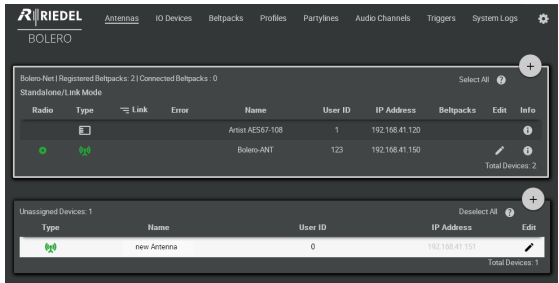 RIEDEL
BOLERO
Antennas IO Devices Beltpacks Profiles Partylines Audio Channels Triggers System Logs
Bolero-Net | Registered Beltpacks: 2 | Connected Beltpacks : 0
Select All ?
Standalone/Link Mode
Radio Type Link Error Name User ID IP Address Beltpacks Edit Info
Artist AES67-108 1 192.168.41.120
Bolero-ANT 123 192.168.41.150
Total Devices: 2
Unassigned Devices: 1
Deselect All ?
Type Name User ID IP Address Edit
new Antenna 0 192.168.41.151
Total Devices: 1